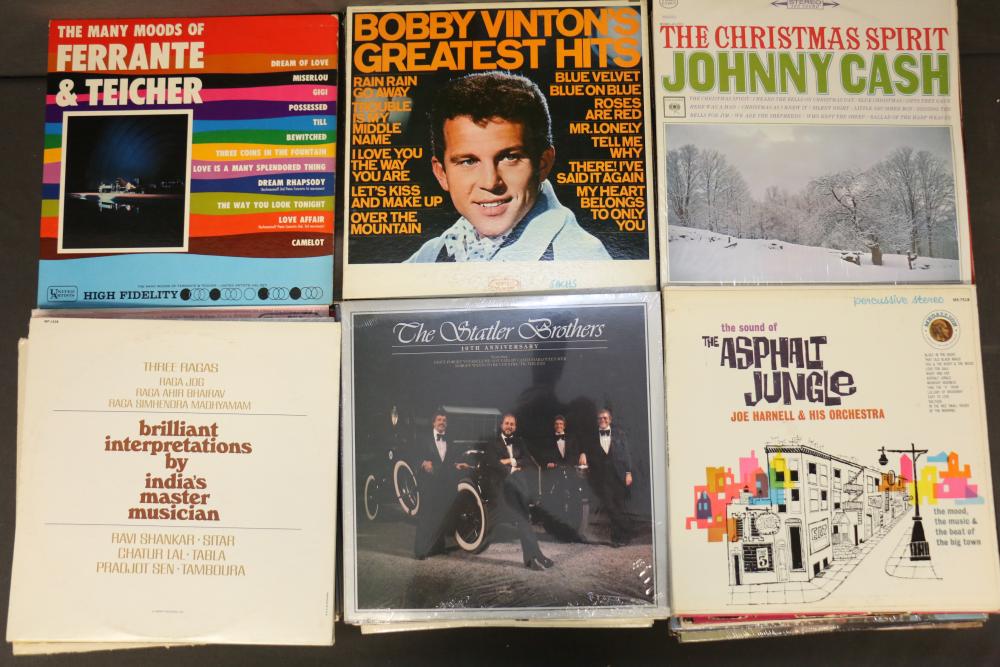 THE MANY MOODS OF
FERRANTE
& TEICHER
DREAM OF LOVE
MISERLOU
GIGI
POSSESSED
TILL
BEWITCHED
THREE COINS IN THE FOUNTAIN
LOVE IS A MANY SPLENDORED THING
DREAM RHAPSODY
THE WAY YOU LOOK TONIGHT
LOVE AFFAIR
CAMELOT
UNITED ARTISTS
HIGH FIDELITY
BOBBY VINTON'S
GREATEST HITS
RAIN RAIN
GO AWAY
TROUBLE
IS MY
MIDDLE
NAME
I LOVE YOU
THE WAY
YOU ARE
LET'S KISS
AND MAKE UP
OVER THE
MOUNTAIN
BLUE VELVET
BLUE ON BLUE
ROSES
ARE RED
MR. LONELY
TELL ME
WHY
THERE! I'VE
SAID IT AGAIN
MY HEART
BELONGS
TO ONLY
YOU
STEREO
THE CHRISTMAS SPIRIT
JOHNNY CASH
THREE RAGAS
RAGA JOG
RAGA AHIR BHAIRAV
RAGA SIMHENDRA MADHYAMAM
brilliant
interpretations
by
india's
master
musician
RAVI SHANKAR · SITAR
CHATUR LAL · TABLA
PRADJOT SEN · TAMBOURA
The Statler Brothers
10TH ANNIVERSARY
percussive stereo
the sound of
THE ASPHALT
JUNGLE
JOE HARNELL & HIS ORCHESTRA
MEDALLION
the mood,
the music &
the beat of
the big town